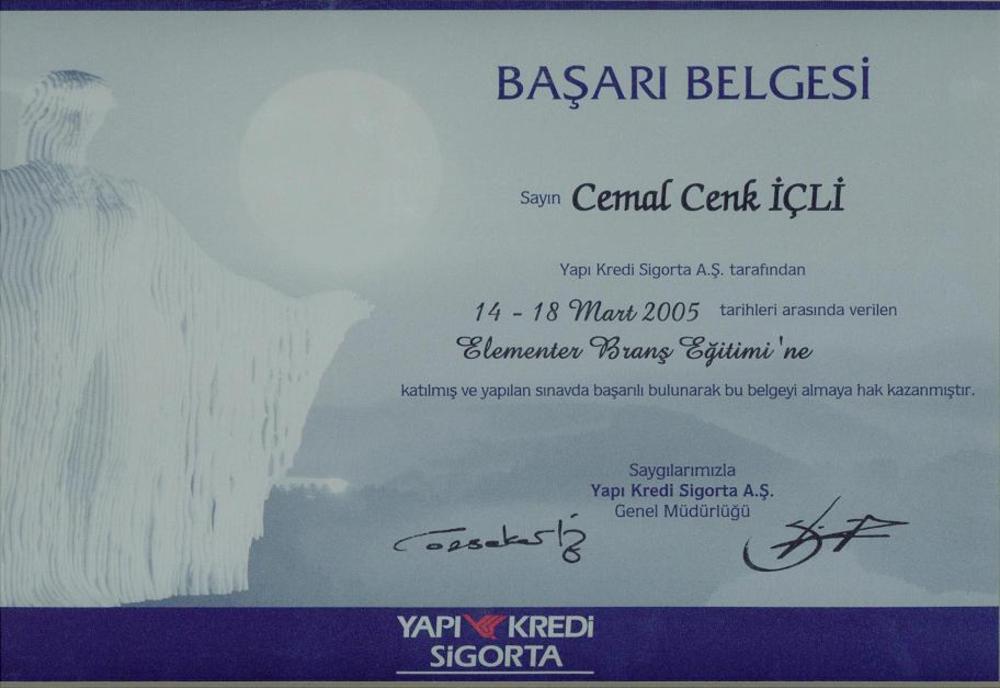 BAŞARI BELGESİ
Sayın Cemal Cenk İÇLİ
Yapı Kredi Sigorta A.Ş. tarafından
14 - 18 Mart 2005 tarihleri arasında verilen
Elementer Branş Eğitimi'ne
katılmış ve yapılan sınavda başarılı bulunarak bu belgeyi almaya hak kazanmıştır.
Saygılarımızla
Yapı Kredi Sigorta A.Ş.
Genel Müdürlüğü
YAPI KREDİ
SİGORTA